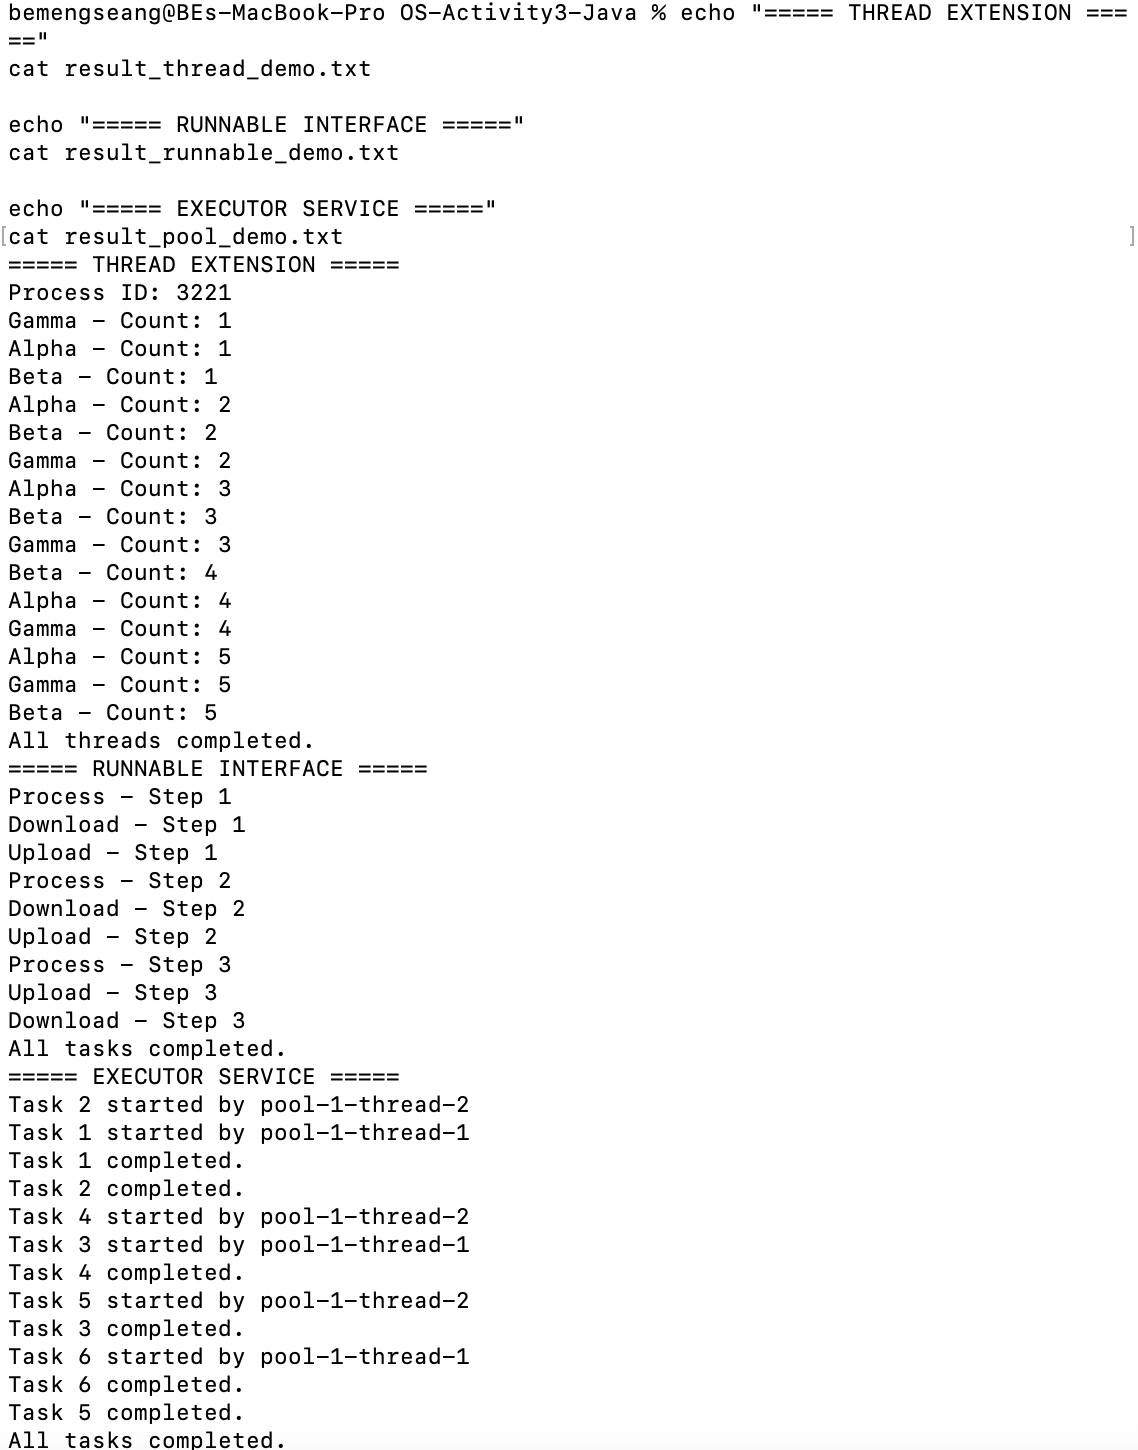 bemengseang@BEs-MacBook-Pro OS-Activity3-Java % echo "===== THREAD EXTENSION ===
=="
cat result_thread_demo.txt
echo "===== RUNNABLE INTERFACE ====="
cat result_runnable_demo.txt
echo "===== EXECUTOR SERVICE ====="
[cat result_pool_demo.txt ]
===== THREAD EXTENSION =====
Process ID: 3221
Gamma - Count: 1
Alpha - Count: 1
Beta - Count: 1
Alpha - Count: 2
Beta - Count: 2
Gamma - Count: 2
Alpha - Count: 3
Beta - Count: 3
Gamma - Count: 3
Beta - Count: 4
Alpha - Count: 4
Gamma - Count: 4
Alpha - Count: 5
Gamma - Count: 5
Beta - Count: 5
All threads completed.
===== RUNNABLE INTERFACE =====
Process - Step 1
Download - Step 1
Upload - Step 1
Process - Step 2
Download - Step 2
Upload - Step 2
Process - Step 3
Upload - Step 3
Download - Step 3
All tasks completed.
===== EXECUTOR SERVICE =====
Task 2 started by pool-1-thread-2
Task 1 started by pool-1-thread-1
Task 1 completed.
Task 2 completed.
Task 4 started by pool-1-thread-2
Task 3 started by pool-1-thread-1
Task 4 completed.
Task 5 started by pool-1-thread-2
Task 3 completed.
Task 6 started by pool-1-thread-1
Task 6 completed.
Task 5 completed.
All tasks completed.